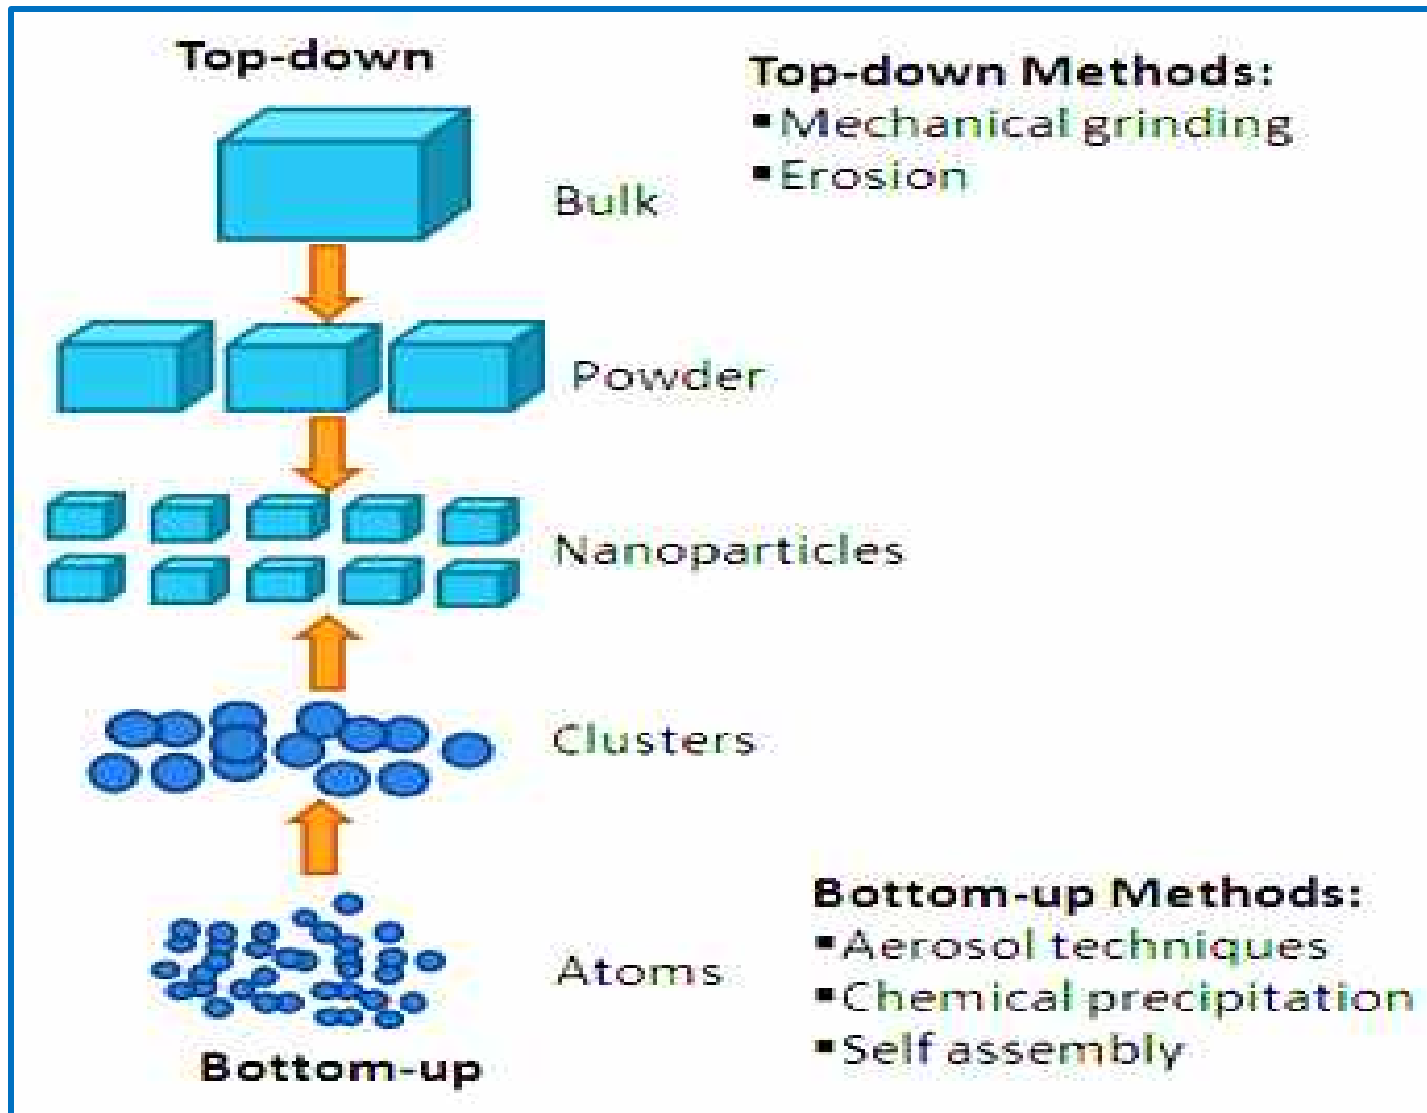 Top-down
Top-down Methods:
▪Mechanical grinding
▪Erosion
Bulk
Powder
Nanoparticles
Clusters
Atoms
Bottom-up
Bottom-up Methods:
▪Aerosol techniques
▪Chemical precipitation
▪Self assembly